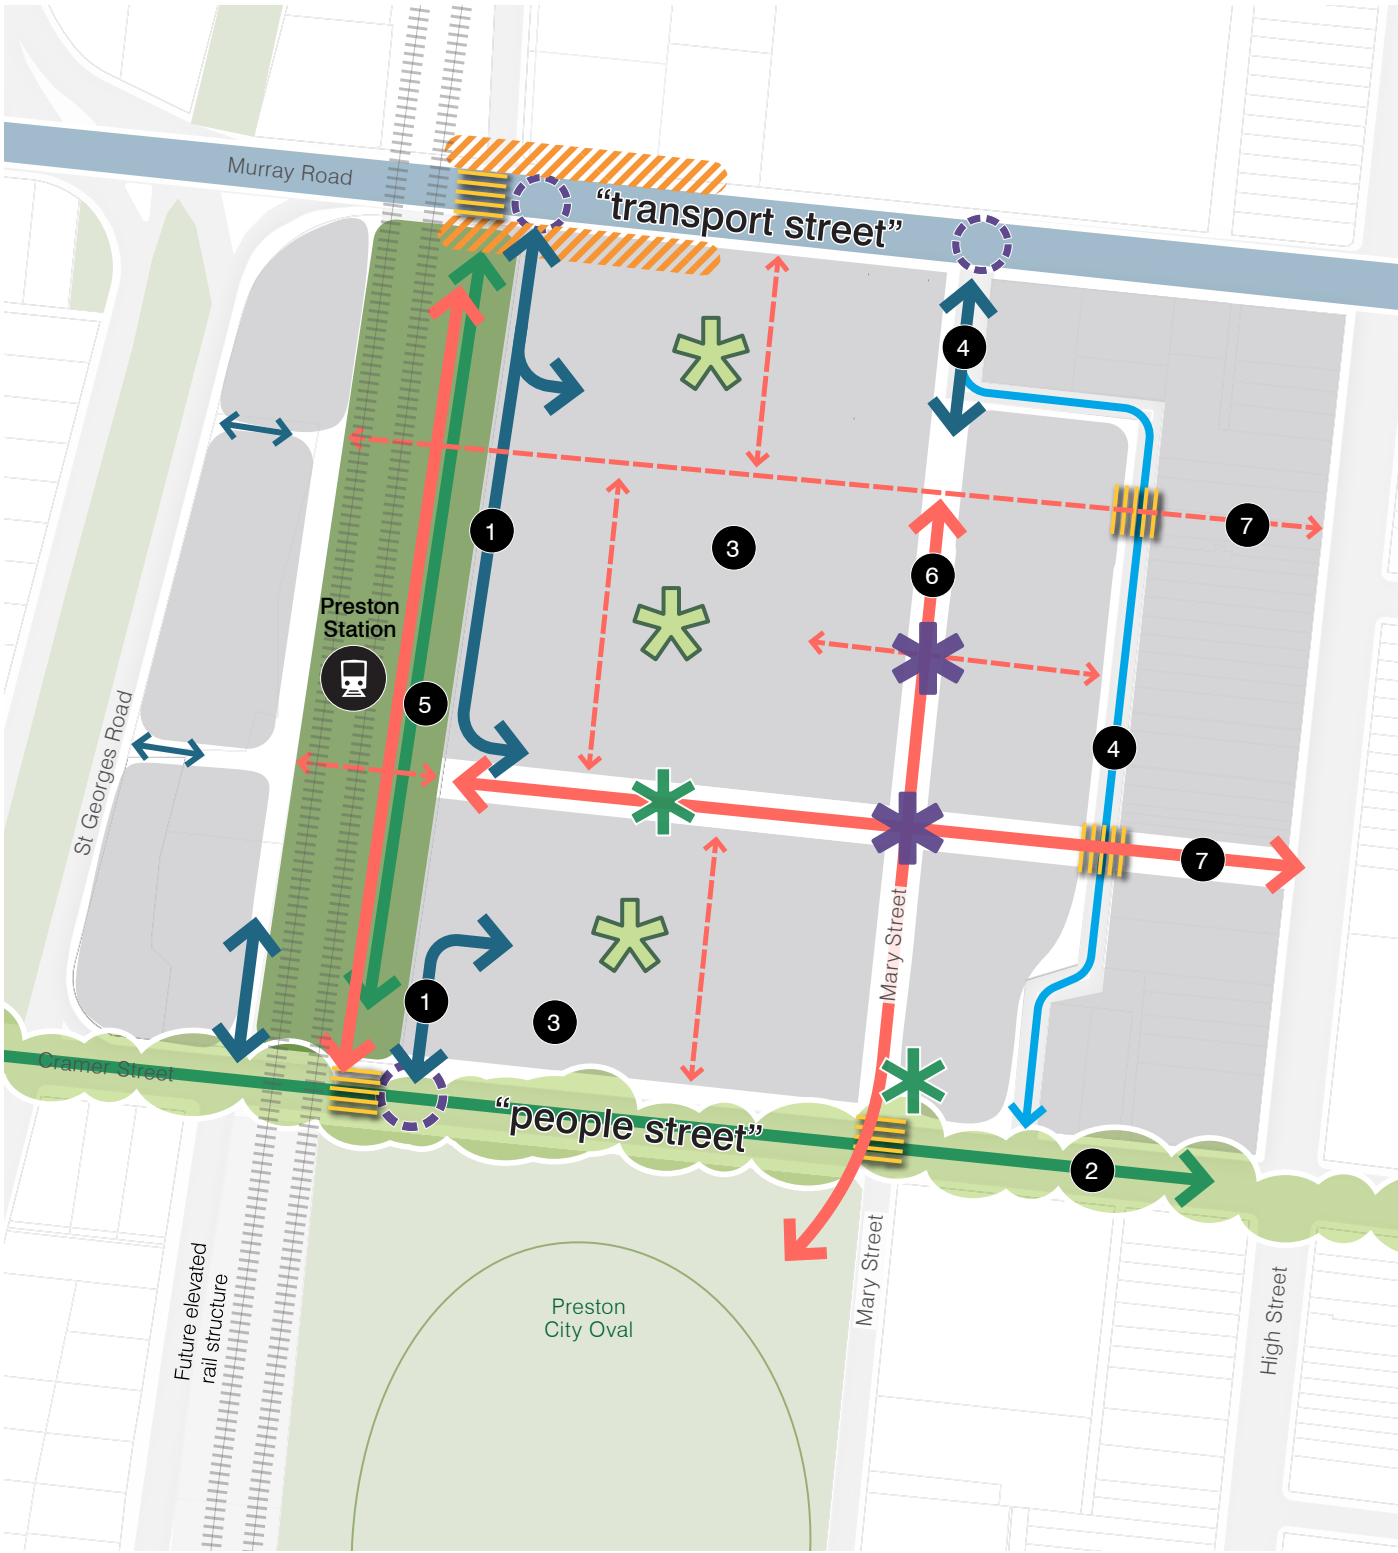 Murray Road
“transport street”
4
1
3
7
6
Preston
Station
5
4
St Georges Road
7
Mary Street
1
3
Cramer Street
“people street”
2
Future elevated
rail structure
Mary Street
Preston
City Oval
High Street